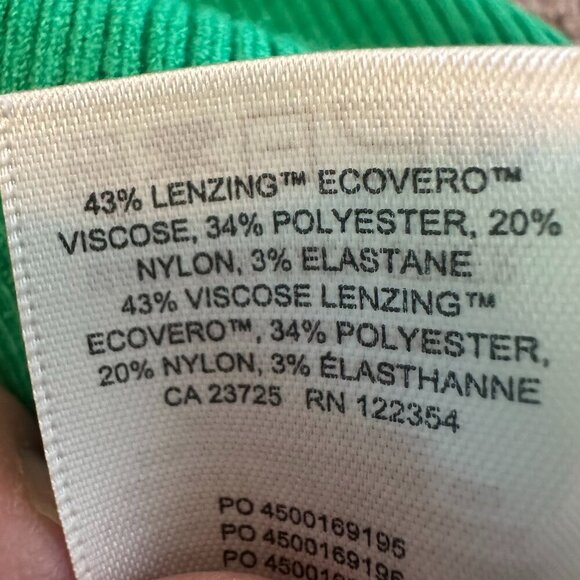 43% LENZING™ ECOVERO™
VISCOSE, 34% POLYESTER, 20%
NYLON, 3% ELASTANE
43% VISCOSE LENZING™
ECOVERO™, 34% POLYESTER,
20% NYLON, 3% ÉLASTHANNE
CA 23725 RN 122354
PO 4500169195
PO 4500169195
PO